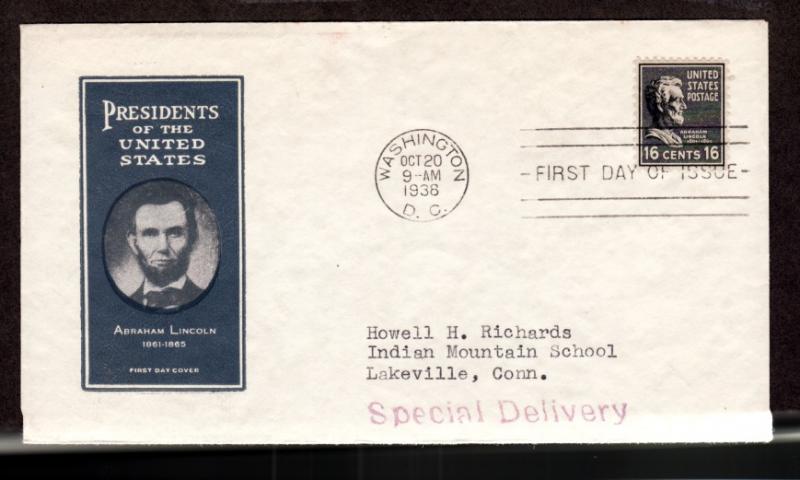 PRESIDENTS
OF THE
UNITED
STATES
ABRAHAM LINCOLN
1861-1865
FIRST DAY COVER
WASHINGTON
OCT 20
9-AM
1938
D. C.
UNITED
STATES
POSTAGE
ABRAHAM
LINCOLN
1861-1865
16 CENTS 16
-FIRST DAY OF ISSUE-
Howell H. Richards
Indian Mountain School
Lakeville, Conn.
Special Delivery